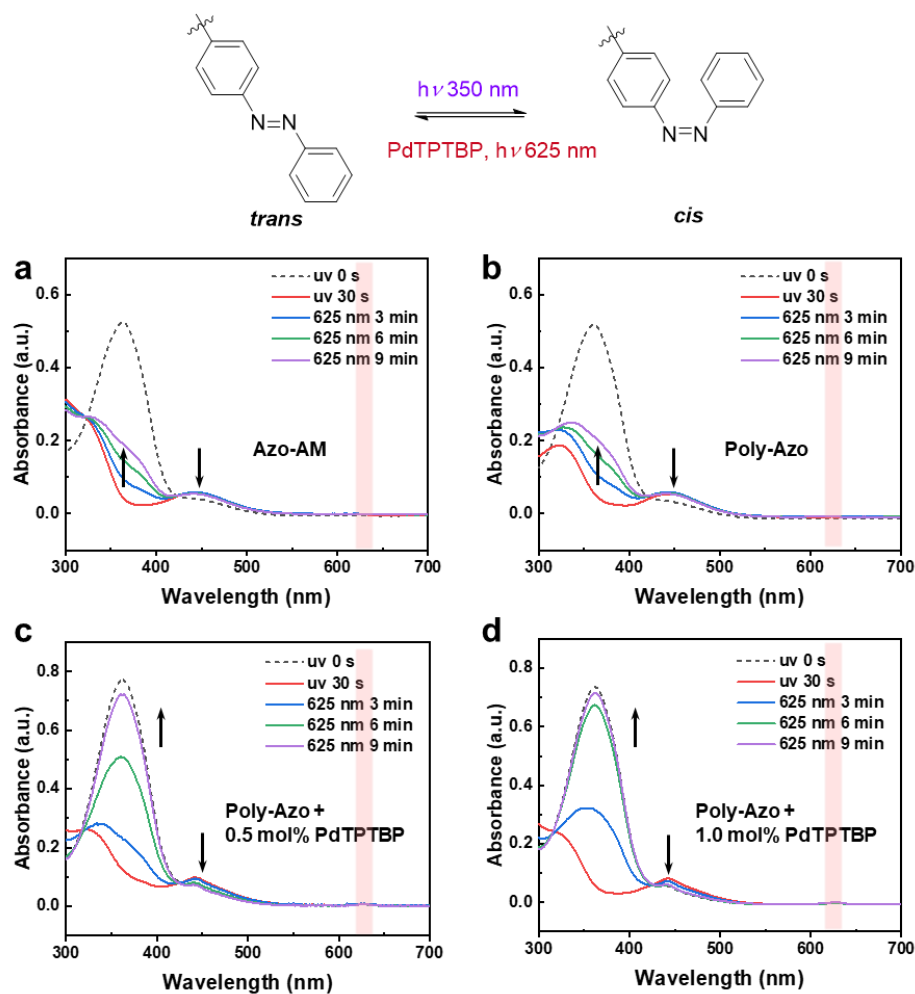 hν 350 nm
N=N
N=N
PdTPTBP, hν 625 nm
trans
cis
a
uv 0 s
uv 30 s
625 nm 3 min
625 nm 6 min
625 nm 9 min
Azo-AM
0.6
0.4
0.2
0.0
Absorbance (a.u.)
300 400 500 600 700
Wavelength (nm)
b
uv 0 s
uv 30 s
625 nm 3 min
625 nm 6 min
625 nm 9 min
Poly-Azo
0.6
0.4
0.2
0.0
Absorbance (a.u.)
300 400 500 600 700
Wavelength (nm)
c
uv 0 s
uv 30 s
625 nm 3 min
625 nm 6 min
625 nm 9 min
Poly-Azo +
0.5 mol% PdTPTBP
0.8
0.6
0.4
0.2
0.0
Absorbance (a.u.)
300 400 500 600 700
Wavelength (nm)
d
uv 0 s
uv 30 s
625 nm 3 min
625 nm 6 min
625 nm 9 min
Poly-Azo +
1.0 mol% PdTPTBP
0.8
0.6
0.4
0.2
0.0
Absorbance (a.u.)
300 400 500 600 700
Wavelength (nm)